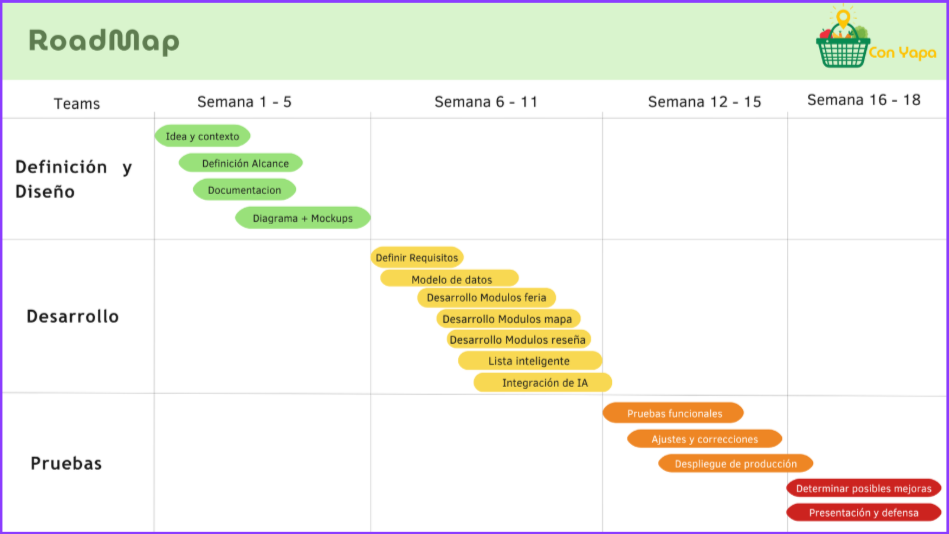 RoadMap
Con Yapa
Teams
Semana 1 - 5
Semana 6 - 11
Semana 12 - 15
Semana 16 - 18
Definición y
Diseño
Idea y contexto
Definición Alcance
Documentacion
Diagrama + Mockups
Desarrollo
Definir Requisitos
Modelo de datos
Desarrollo Modulos feria
Desarrollo Modulos mapa
Desarrollo Modulos reseña
Lista inteligente
Integración de IA
Pruebas
Pruebas funcionales
Ajustes y correcciones
Despliegue de producción
Determinar posibles mejoras
Presentación y defensa